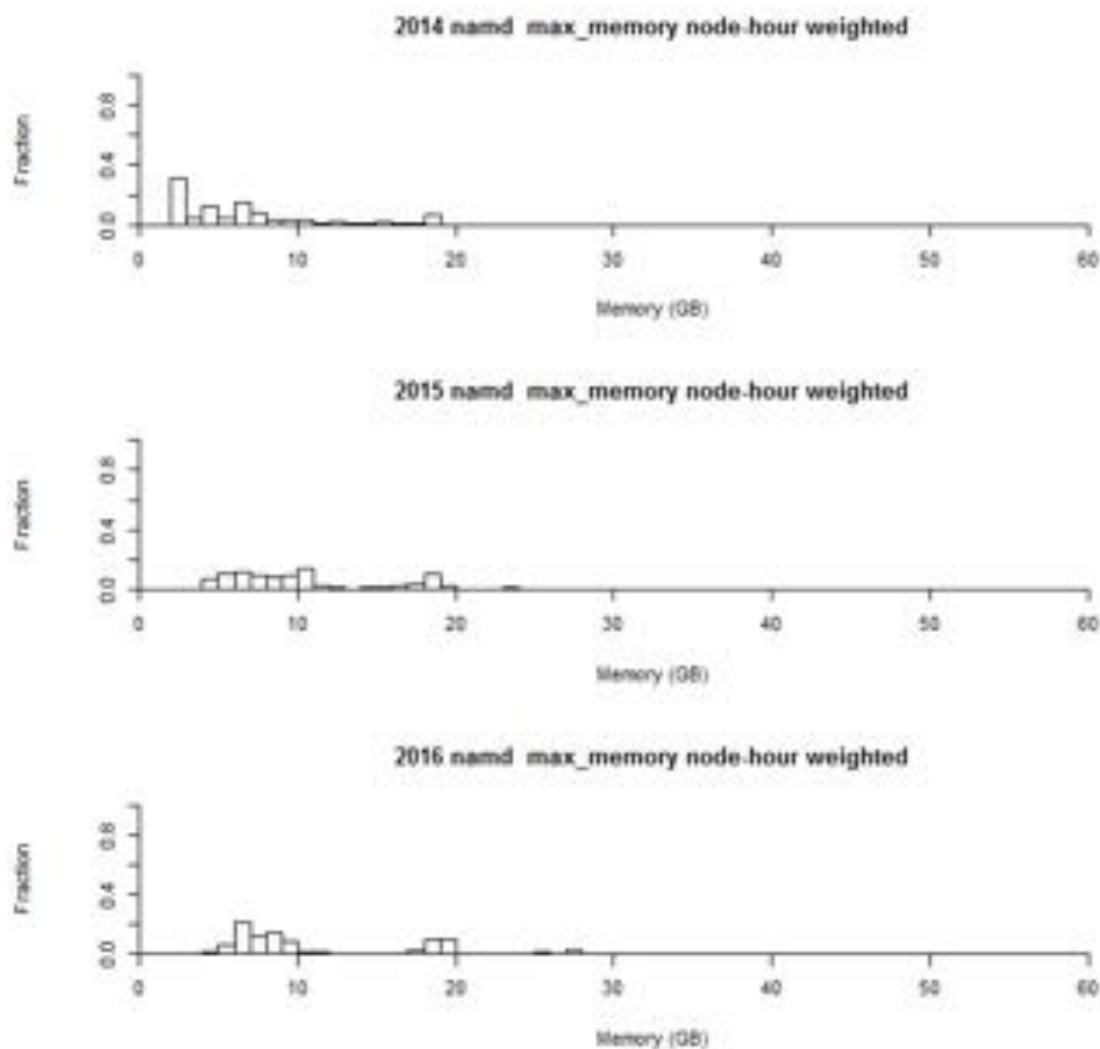 2014 namd max_memory node-hour weighted
Fraction
0.0 0.4 0.8
0 10 20 30 40 50 60
Memory (GB)
2015 namd max_memory node-hour weighted
Fraction
0.0 0.4 0.8
0 10 20 30 40 50 60
Memory (GB)
2016 namd max_memory node-hour weighted
Fraction
0.0 0.4 0.8
0 10 20 30 40 50 60
Memory (GB)